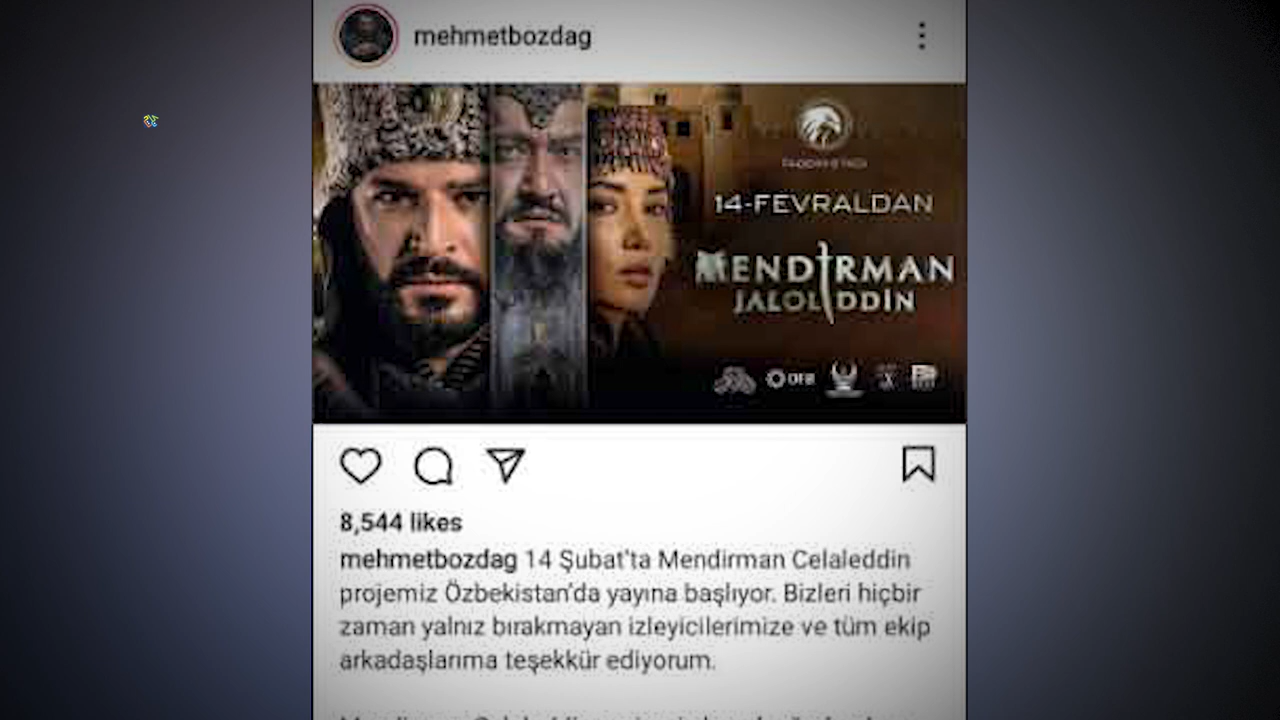 mehmetbozdag
14-FEVRALDAN
MENDIRMAN
JALOLIDDIN
8,544 likes
mehmetbozdag 14 Şubat'ta Mendirman Celaleddin
projemiz Özbekistan'da yayına başlıyor. Bizleri hiçbir
zaman yalnız bırakmayan izleyicilerimize ve tüm ekip
arkadaşlarıma teşekkür ediyorum.